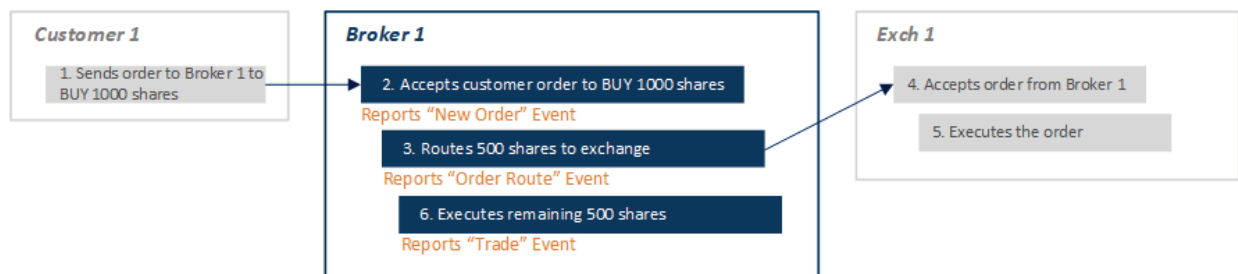 Customer 1
1. Sends order to Broker 1 to
BUY 1000 shares
Broker 1
2. Accepts customer order to BUY 1000 shares
Reports “New Order” Event
3. Routes 500 shares to exchange
Reports “Order Route” Event
6. Executes remaining 500 shares
Reports “Trade” Event
Exch 1
4. Accepts order from Broker 1
5. Executes the order